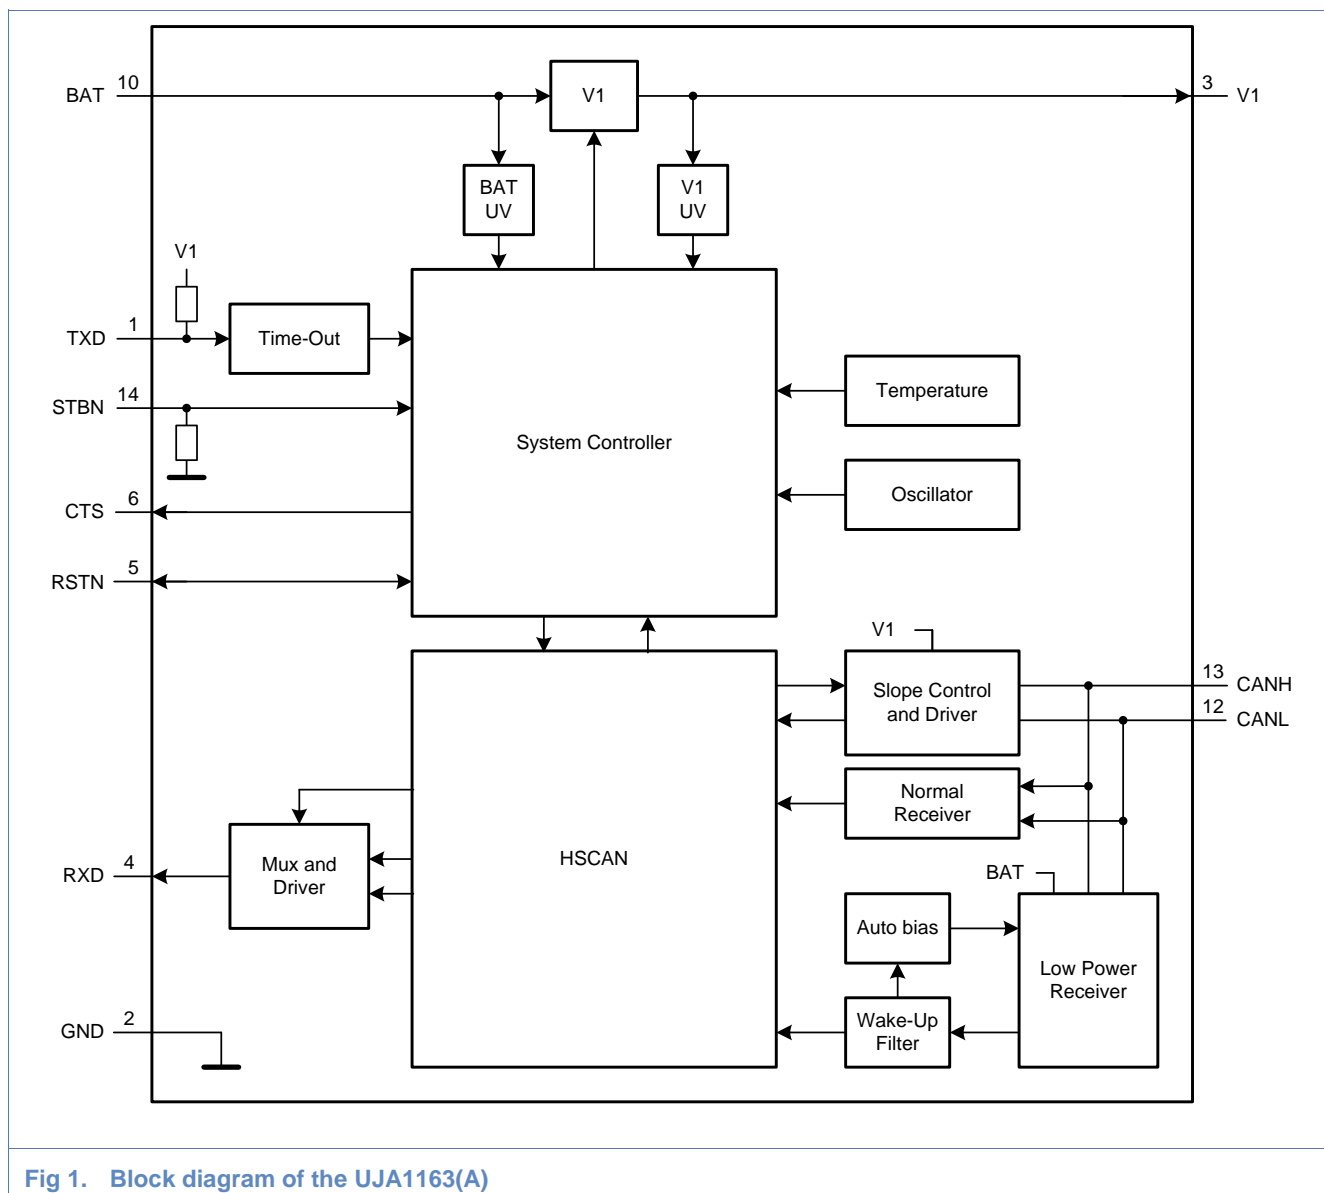 BAT 10
V1
3 V1
BAT
UV
V1
UV
V1
TXD 1
Time-Out
STBN 14
Temperature
System Controller
Oscillator
CTS 6
RSTN 5
V1
Slope Control
and Driver
13 CANH
12 CANL
Normal
Receiver
HSCAN
Mux and
Driver
RXD 4
BAT
Auto bias
Low Power
Receiver
Wake-Up
Filter
GND 2
Fig 1. Block diagram of the UJA1163(A)